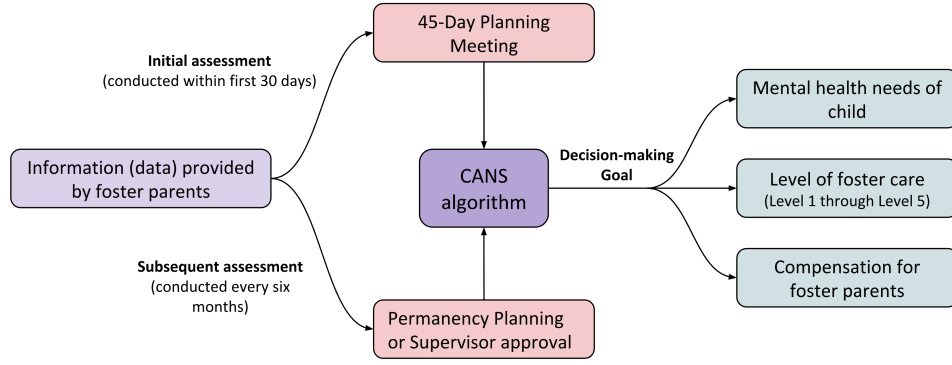 45-Day Planning
Meeting
Initial assessment
(conducted within first 30 days)
Information (data) provided
by foster parents
CANS
algorithm
Decision-making
Goal
Mental health needs of
child
Level of foster care
(Level 1 through Level 5)
Compensation for
foster parents
Subsequent assessment
(conducted every six
months)
Permanency Planning
or Supervisor approval